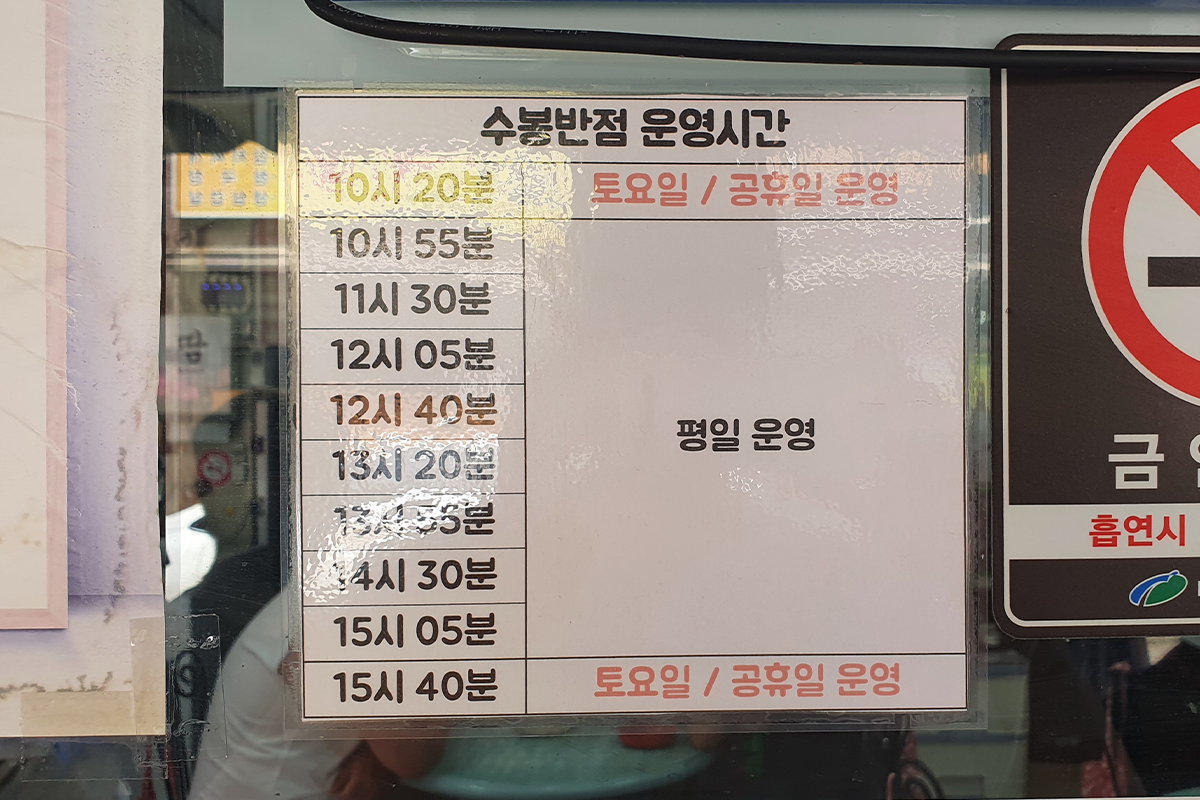 수봉반점 운영시간
10시 20분 토요일 / 공휴일 운영
10시 55분
11시 30분
12시 05분
12시 40분
평일 운영
13시 20분
13시 55분
14시 30분
15시 05분
15시 40분 토요일 / 공휴일 운영
금
흡연시